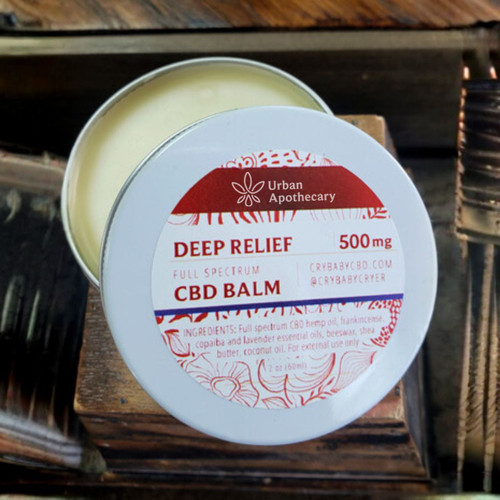 Urban
Apothecary
DEEP RELIEF
500mg
FULL SPECTRUM
CBD BALM
CRYBABYCBD.COM
@CRYBABYCRYER
INGREDIENTS: Full spectrum CBD hemp oil, frankincense,
copaiba and lavender essential oils, beeswax, shea
butter, coconut oil. For external use only
2 oz (60ml)